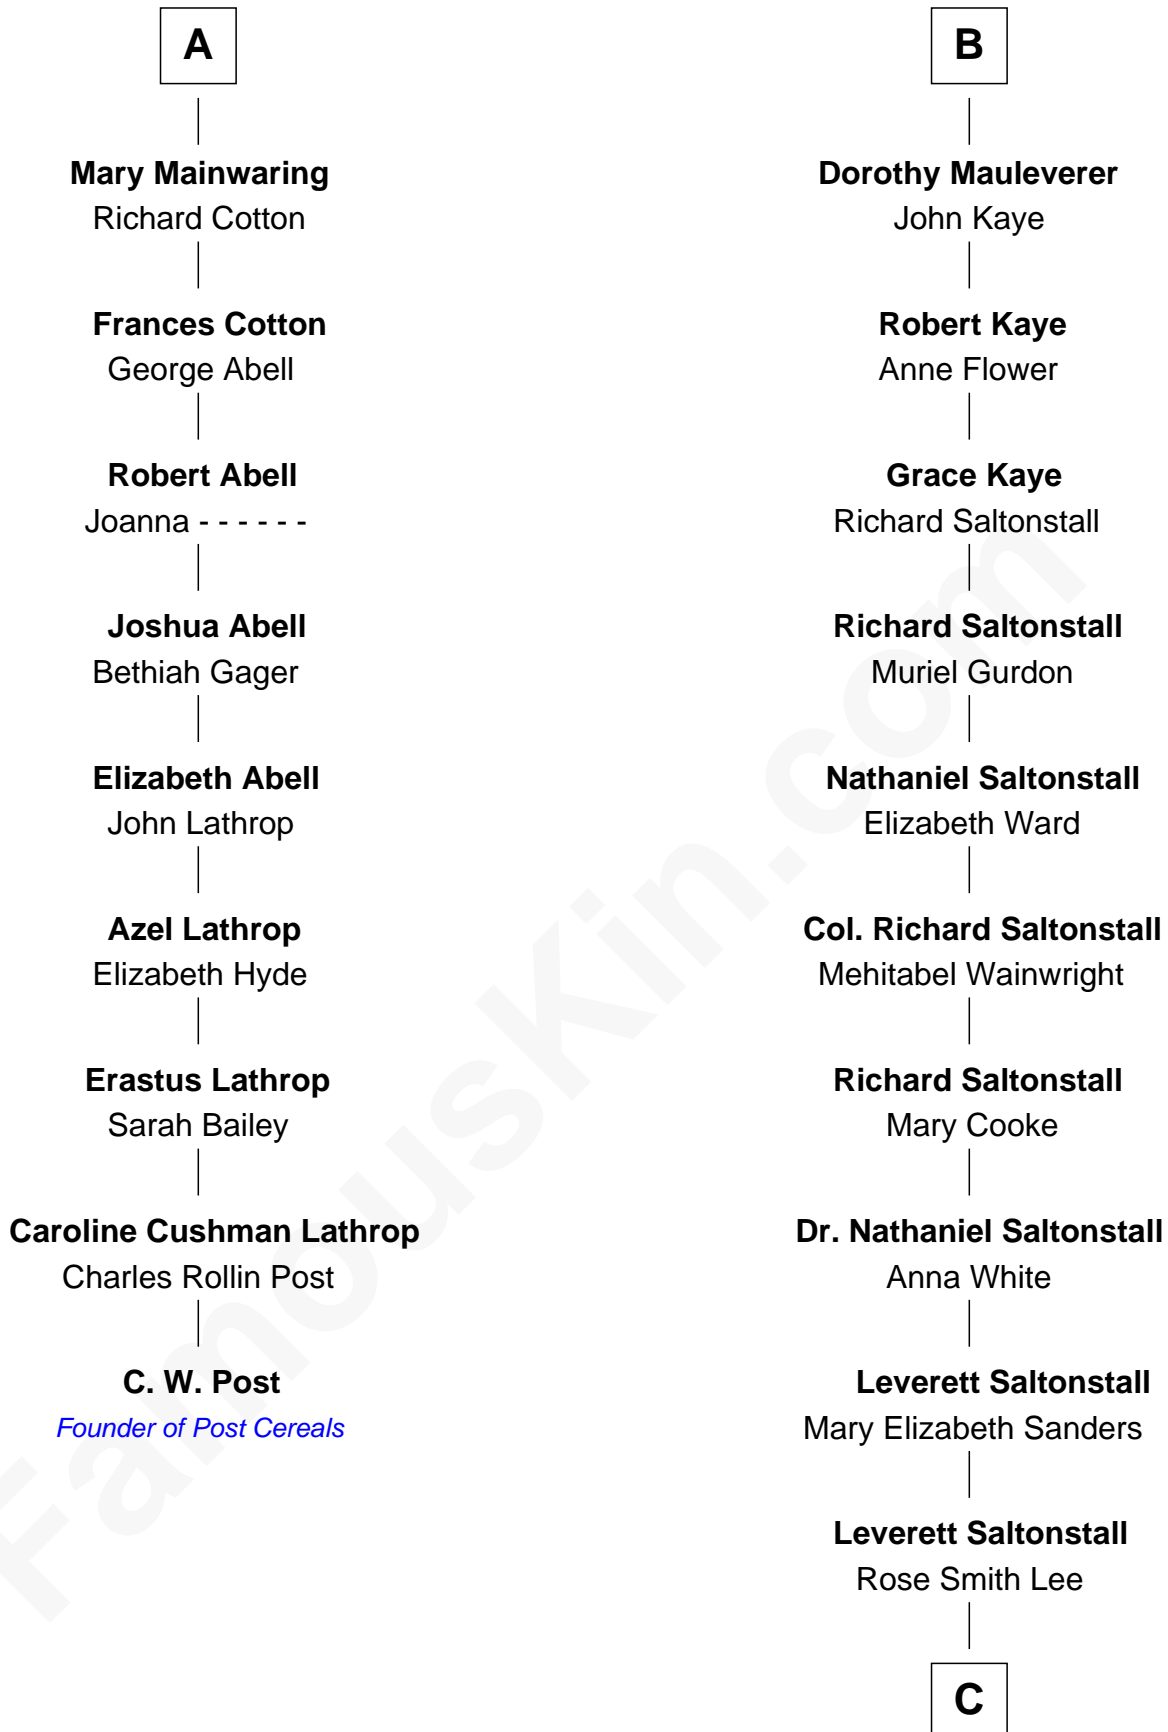 A
Mary Mainwaring
Richard Cotton
Frances Cotton
George Abell
Robert Abell
Joanna - - - - - -
Joshua Abell
Bethiah Gager
Elizabeth Abell
John Lathrop
Azel Lathrop
Elizabeth Hyde
Erastus Lathrop
Sarah Bailey
Caroline Cushman Lathrop
Charles Rollin Post
C. W. Post
Founder of Post Cereals
B
Dorothy Mauleverer
John Kaye
Robert Kaye
Anne Flower
Grace Kaye
Richard Saltonstall
Richard Saltonstall
Muriel Gurdon
Nathaniel Saltonstall
Elizabeth Ward
Col. Richard Saltonstall
Mehitabel Wainwright
Richard Saltonstall
Mary Cooke
Dr. Nathaniel Saltonstall
Anna White
Leverett Saltonstall
Mary Elizabeth Sanders
Leverett Saltonstall
Rose Smith Lee
C
FamousKin.com